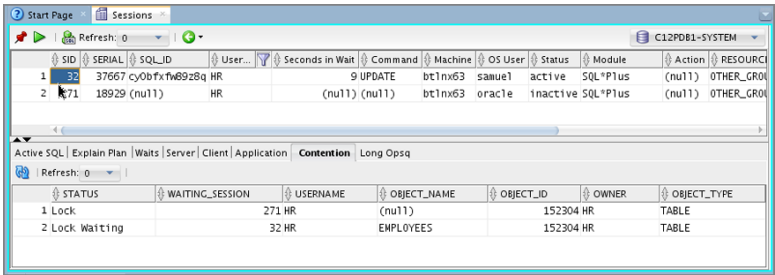 Start Page Sessions
Refresh: 0 C12PDB1~SYSTEM
SID SERIAL SQL_ID User... Seconds in Wait Command Machine OS User Status Module Action RESOURC
1 32 37667 cy0bfxfw89z8q HR 9 UPDATE btlnx63 samuel active SQL*Plus (null) OTHER_GROU
2 271 18929 (null) HR (null) (null) btlnx63 oracle inactive SQL*Plus (null) OTHER_GROU
Active SQL Explain Plan Waits Server Client Application Contention Long Opsq
Refresh: 0
STATUS WAITING_SESSION USERNAME OBJECT_NAME OBJECT_ID OWNER OBJECT_TYPE
1 Lock 271 HR (null) 152304 HR TABLE
2 Lock Waiting 32 HR EMPLOYEES 152304 HR TABLE